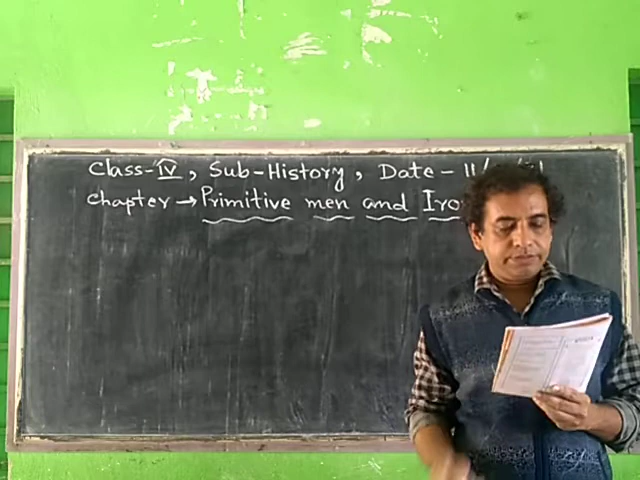 Class-IV, Sub-History, Date-11/
Chapter → Primitive men and